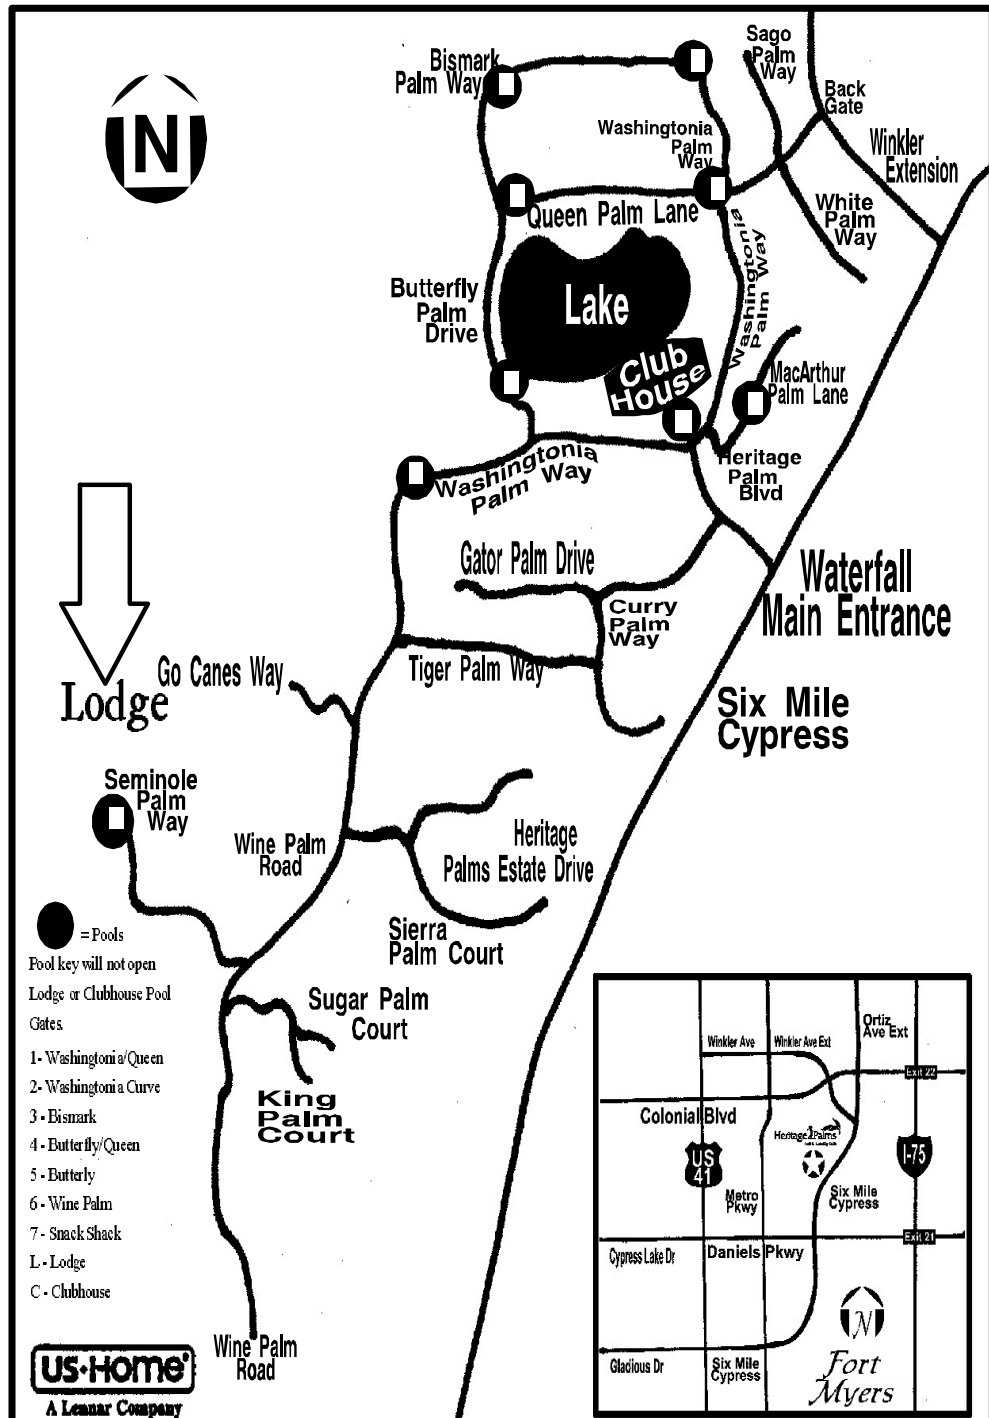 Sago
Palm
Way
Bismark
Palm Way
Back
Gate
N
Washingtonia
Palm
Way
Winkler
Extension
White
Palm
Way
Queen Palm Lane
Washingtonia
Palm Way
Butterfly
Palm
Drive
Lake
Club
House
MacArthur
Palm Lane
Heritage
Palm
Blvd
Washingtonia
Palm Way
Gator Palm Drive
Waterfall
Main Entrance
Curry
Palm
Way
Tiger Palm Way
Go Canes Way
Lodge
Six Mile
Cypress
Seminole
Palm
Way
Wine Palm
Road
Heritage
Palms Estate Drive
Sierra
Palm Court
= Pools
Pool key will not open
Lodge or Clubhouse Pool
Gates.
1- Washingtonia/Queen
2- Washingtonia Curve
3 - Bismark
4 - Butterfly/Queen
5 - Butterly
6 - Wine Palm
7 - Snack Shack
L - Lodge
C - Clubhouse
Sugar Palm
Court
King
Palm
Court
Wine Palm
Road
US-Home
A Lennar Company
Ortiz
Ave Ext
Winkler Ave
Winkler Ave Ext
Exit 22
Colonial Blvd
Heritage Palms
US
41
I-75
Metro
Pkwy
Six Mile
Cypress
Exit 21
Cypress Lake Dr
Daniels Pkwy
N
Gladious Dr
Six Mile
Cypress
Fort
Myers